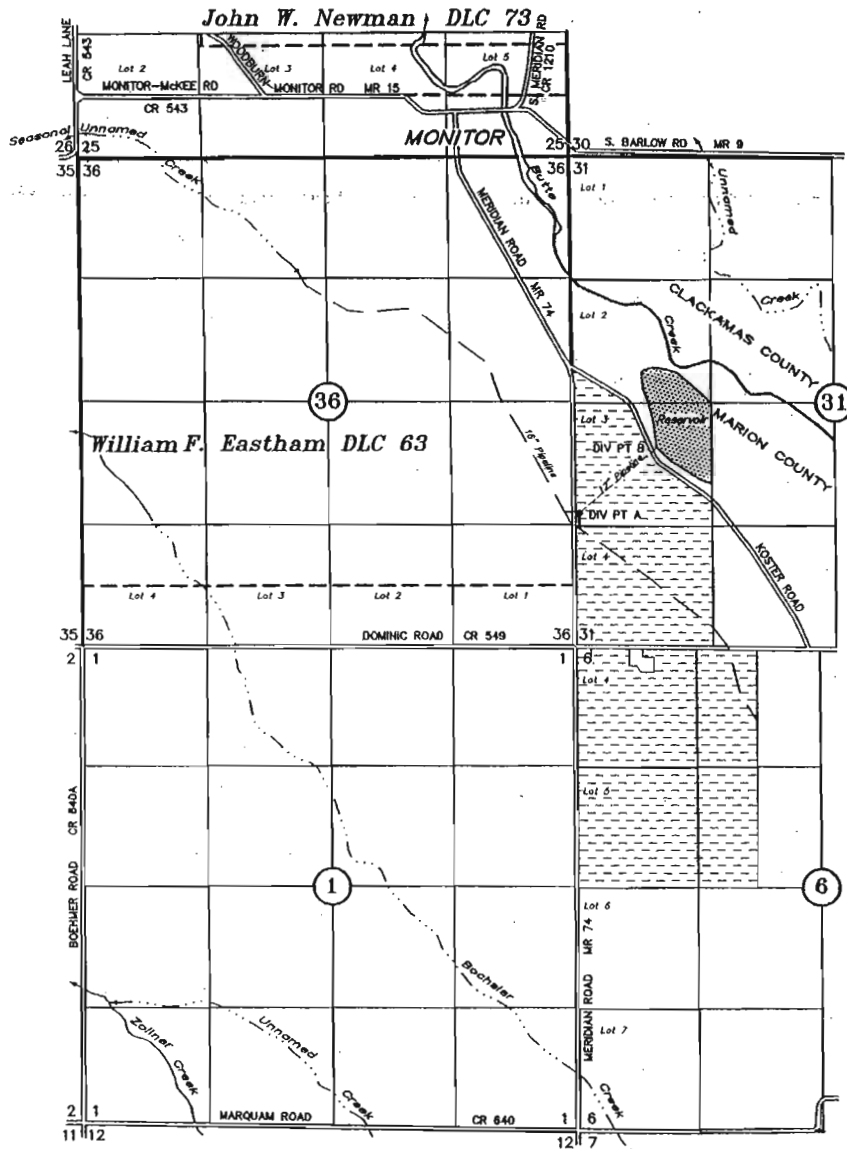 John W. Newman DLC 73
LEAH LANE
CR 543
Lot 2
WOODBURN
Lot 3
Lot 4
Lot 5
S. MERIDIAN RD
CR 1210
MONITOR-McKEE RD
MONITOR RD MR 15
CR 543
Seasonal Unnamed
Creek
MONITOR
26 25
35 36
25 30
36 31
S. BARLOW RD MR 9
Butte
Creek
Lot 1
Unnamed
Creek
MERIDIAN ROAD MR 74
Lot 2
CLACKAMAS COUNTY
MARION COUNTY
36
31
Lot 3
Reservoir
William F. Eastham DLC 63
DIV PT B
12" Pipeline
DIV PT A
Lot 4
KOSTER ROAD
Lot 4
Lot 3
Lot 2
Lot 1
35 36
DOMINIC ROAD CR 549
36 31
2 1
1 6
Lot 4
BOEHMER ROAD CR 640A
Lot 5
1
6
Lot 6
MERIDIAN ROAD MR 74
Bochsler
Creek
Lot 7
Zollner
Creek
Unnamed
Creek
2 1
MARQUAM ROAD
CR 640
1 6
11 12
12 7